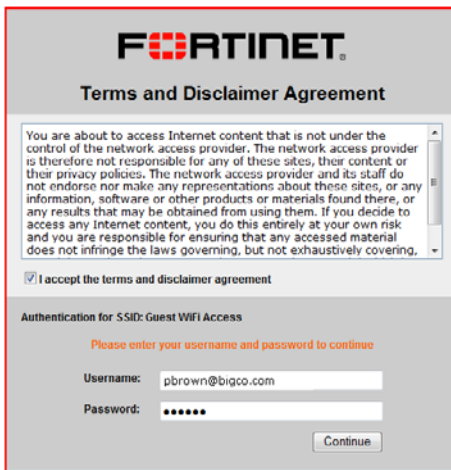 FORTINET.
Terms and Disclaimer Agreement
You are about to access Internet content that is not under the
control of the network access provider. The network access provider
is therefore not responsible for any of these sites, their content or
their privacy policies. The network access provider and its staff do
not endorse nor make any representations about these sites, or any
information, software or other products or materials found there, or
any results that may be obtained from using them. If you decide to
access any Internet content, you do this entirely at your own risk
and you are responsible for ensuring that any accessed material
does not infringe the laws governing, but not exhaustively covering,
I accept the terms and disclaimer agreement
Authentication for SSID: Guest WiFi Access
Please enter your username and password to continue
Username: pbrown@bigco.com
Password: ••••••
Continue